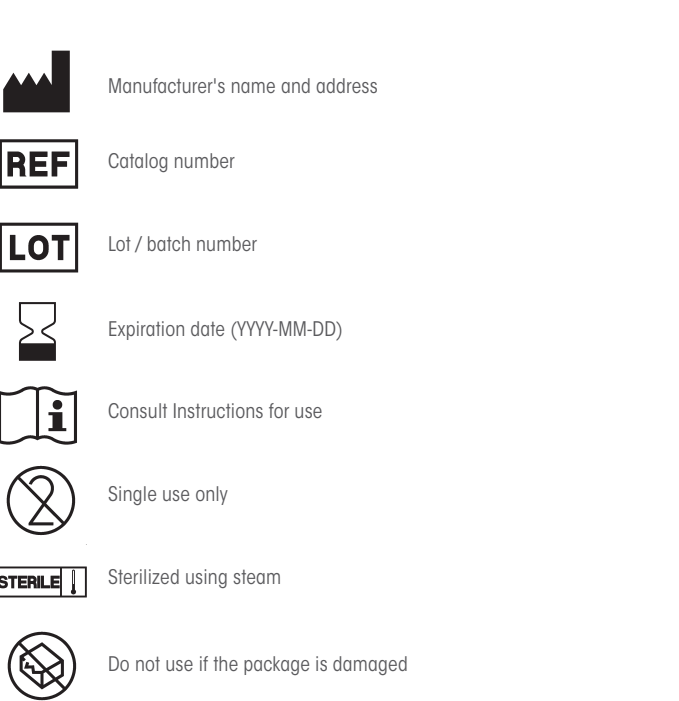 Manufacturer's name and address
REF Catalog number
LOT Lot / batch number
Expiration date (YYYY-MM-DD)
i Consult Instructions for use
2 Single use only
STERILE Sterilized using steam
Do not use if the package is damaged